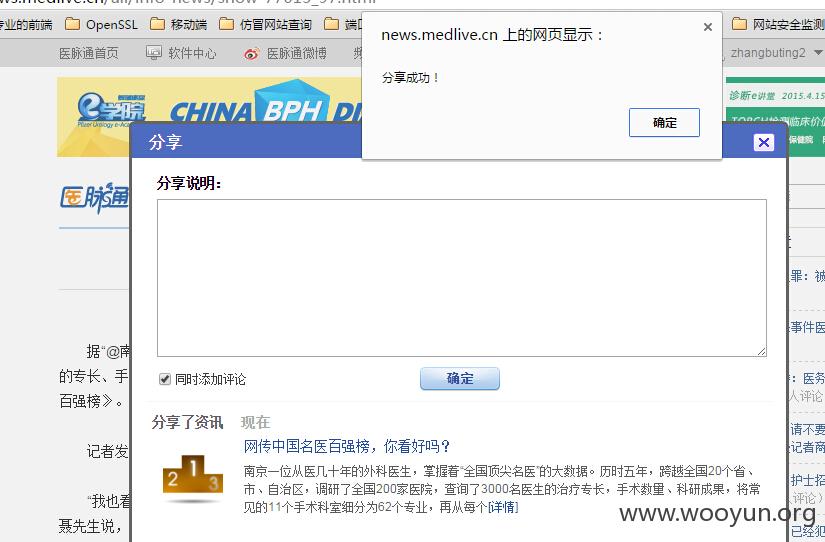 专业的前端 OpenSSL 移动端 仿冒网站查询 网站安全监测
医脉通首页 软件中心 医脉通微博 zhangbuting2
news.medlive.cn 上的网页显示：
分享成功！
确定
e学院
Pfizer Urology
CHINA BPH
诊断e讲堂 2015.4.15
分享
分享说明：
医脉通
同时添加评论
确定
据“@南
的专长、手
百强榜》。
记者发
“我也看
聂先生说，
分享了资讯 现在
网传中国名医百强榜，你看好吗？
2 1 3
南京一位从医几十年的外科医生，掌握着“全国顶尖名医”的大数据。历时五年，跨越全国20个省、
市、自治区，调研了全国200家医院，查询了3000名医生的治疗专长，手术数量、科研成果，将常
见的11个手术科室细分为62个专业，再从每个[详情]
罪：被
事件医
：医务
人评论
请不要
记者商
护士招
评论）
已经犯
www.wooyun.org